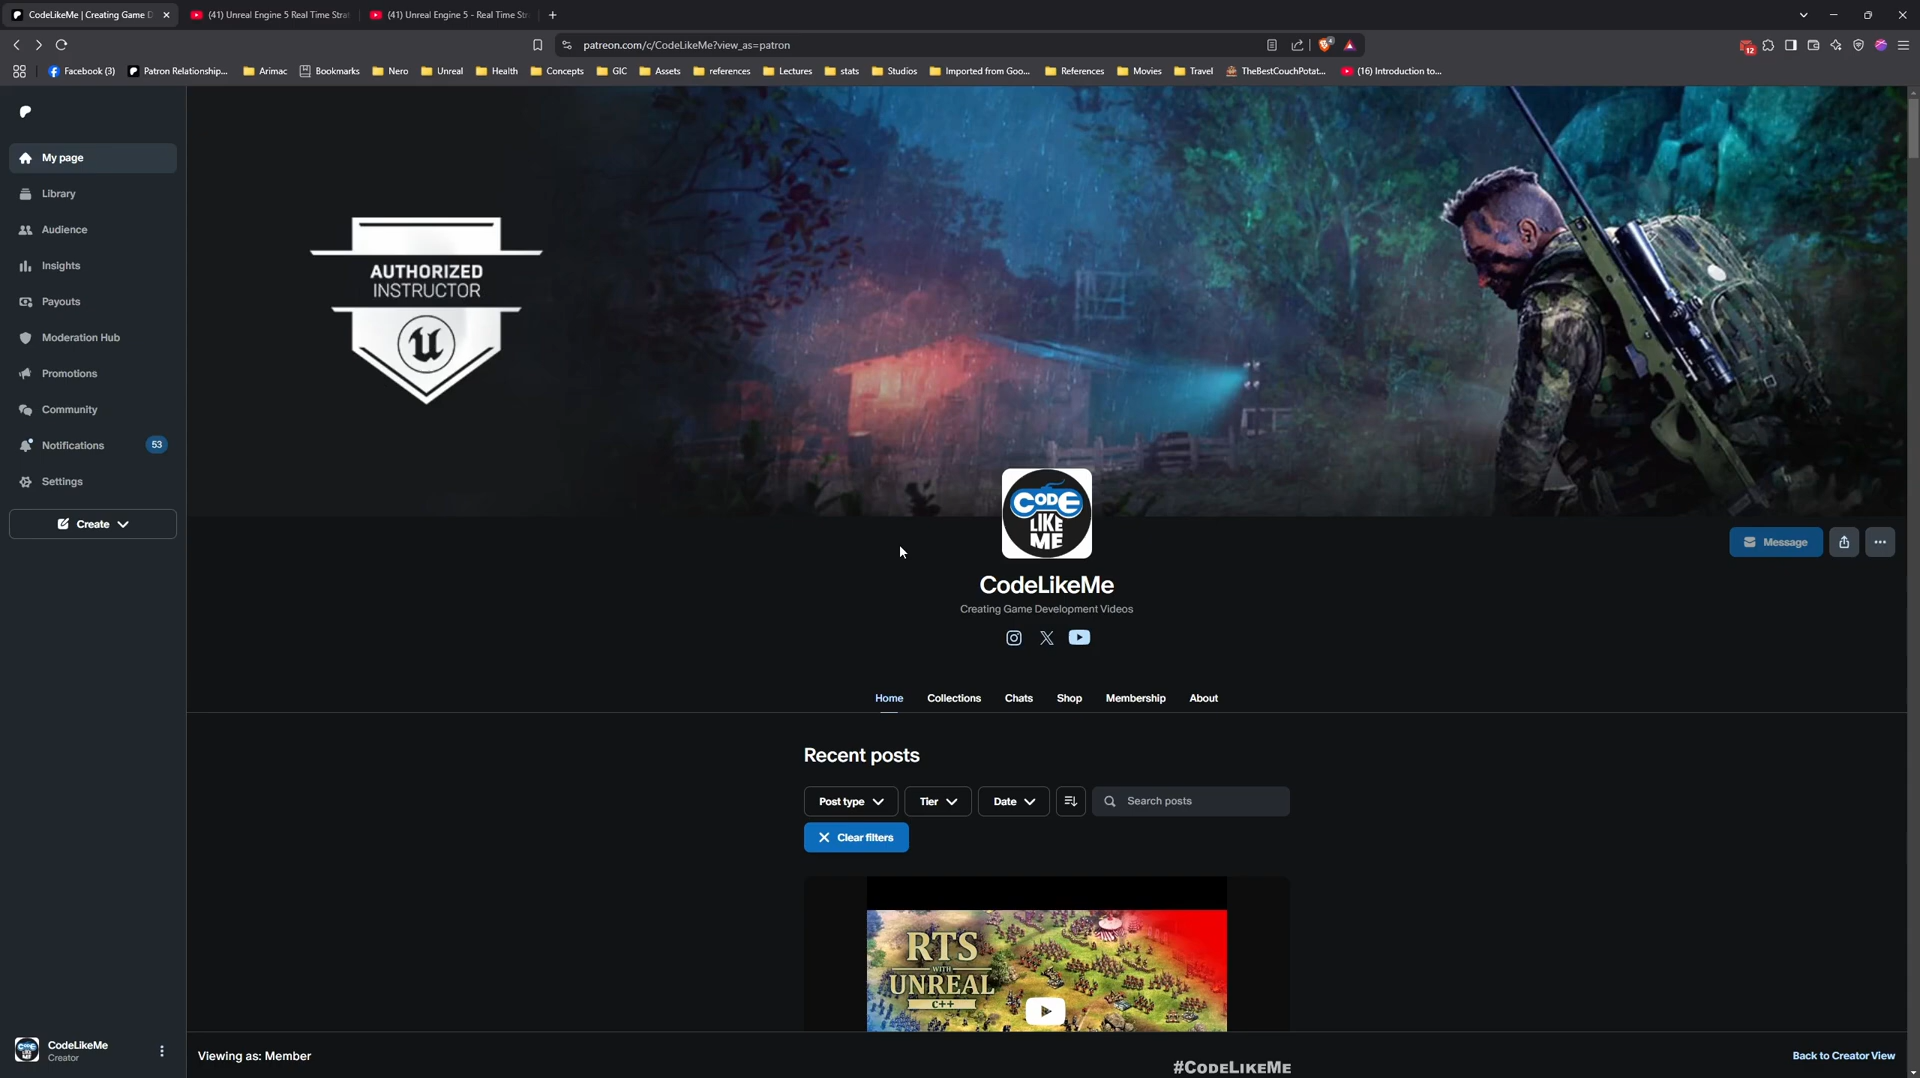 CodeLikeMe | Creating Game D
(41) Unreal Engine 5 Real Time Strat
(41) Unreal Engine 5 - Real Time Str
patreon.com/c/CodeLikeMe?view_as=patron
4
12
Facebook (3)
Patron Relationship...
Arimac
Bookmarks
Nero
Unreal
Health
Concepts
GIC
Assets
references
Lectures
stats
Studios
Imported from Goo...
References
Movies
Travel
TheBestCouchPotat...
(16) Introduction to...
My page
Library
Audience
Insights
Payouts
Moderation Hub
Promotions
Community
Notifications 53
Settings
Create
AUTHORIZED
INSTRUCTOR
CODE
LIKE
ME
Message
CodeLikeMe
Creating Game Development Videos
Home
Collections
Chats
Shop
Membership
About
Recent posts
Post type
Tier
Date
Search posts
Clear filters
RTS
WITH
UNREAL
C++
CodeLikeMe
Creator
Viewing as: Member
#CodeLikeMe
Back to Creator View